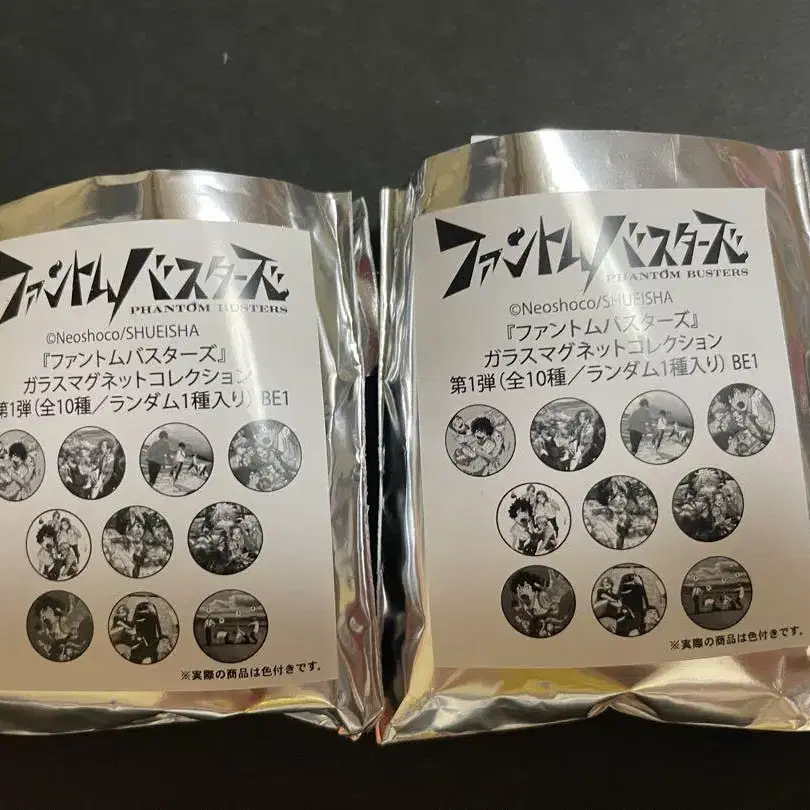 ファントムバスターズ
PHANTOM BUSTERS
©Neoshoco/SHUEISHA
『ファントムバスターズ』
ガラスマグネットコレクション
第1弾(全10種／ランダム1種入り) BE1
※実際の商品は色付きです。
ファントムバスターズ
PHANTOM BUSTERS
©Neoshoco/SHUEISHA
『ファントムバスターズ』
ガラスマグネットコレクション
第1弾(全10種／ランダム1種入り) BE1
※実際の商品は色付きです。